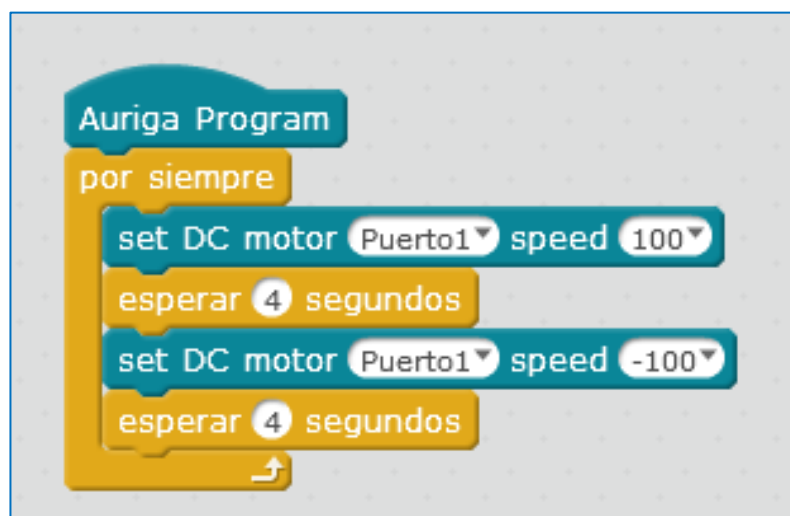 Auriga Program
por siempre
set DC motor Puerto1 speed 100
esperar 4 segundos
set DC motor Puerto1 speed -100
esperar 4 segundos